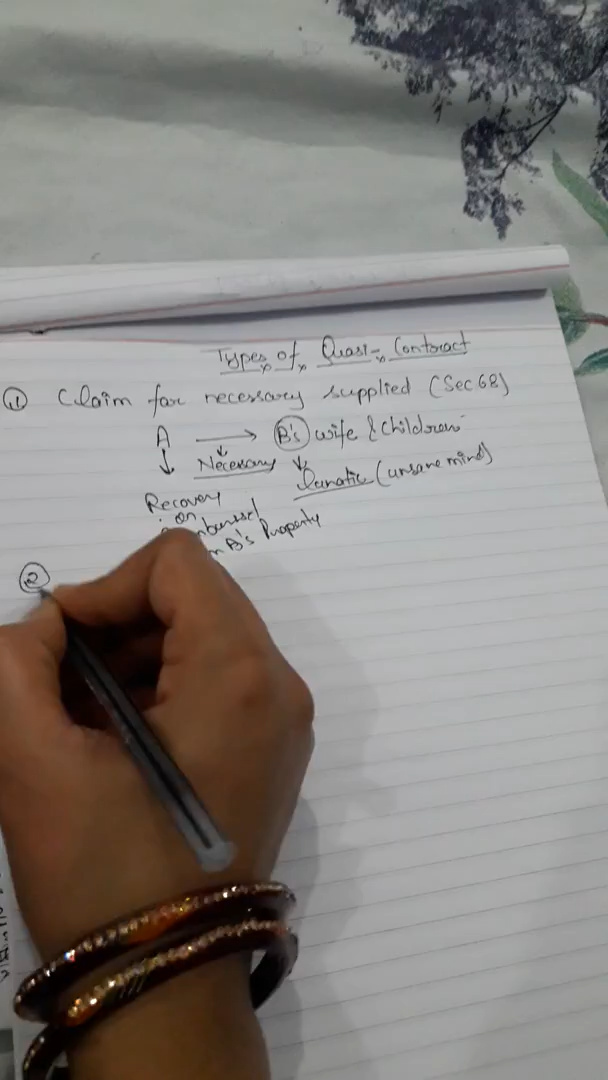 Types of Quasi-Contract
① Claim for necessary supplied (Sec 68)
A → B's wife & children
↓ Necessary ↓ lunatic (unsane mind)
Recovery
on
B's Property
②